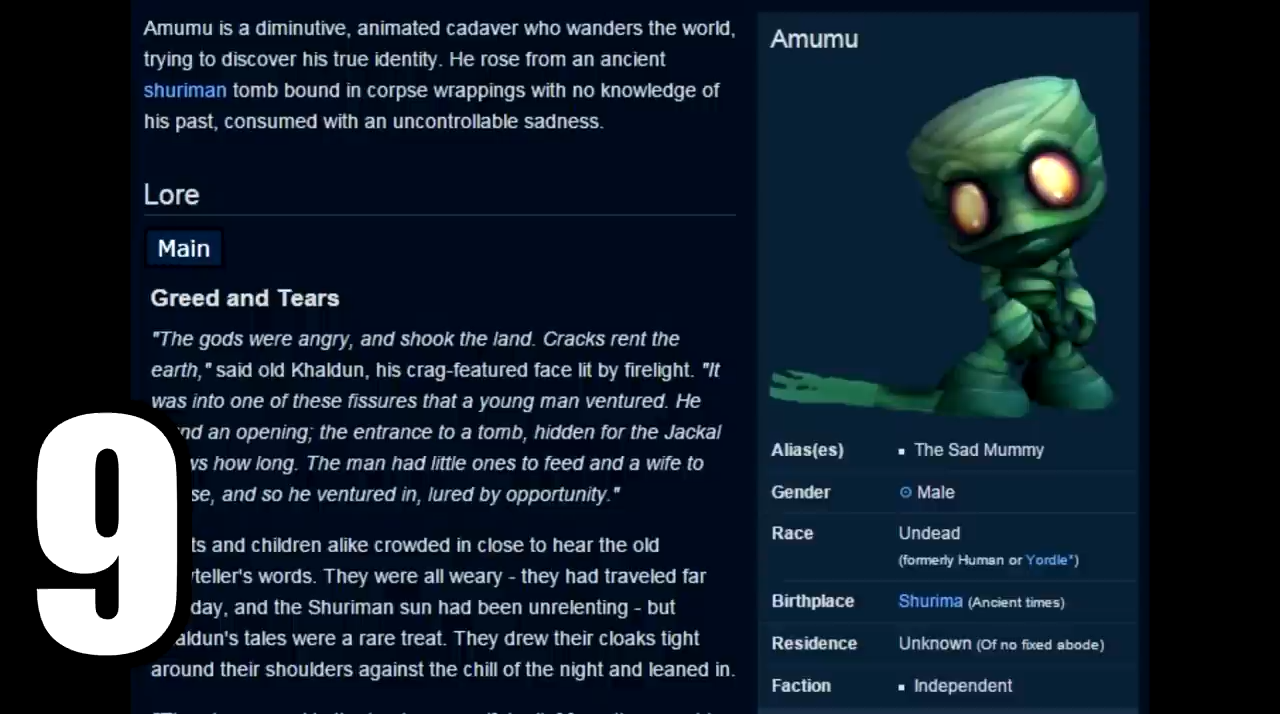 Amumu is a diminutive, animated cadaver who wanders the world,
trying to discover his true identity. He rose from an ancient
shuriman tomb bound in corpse wrappings with no knowledge of
his past, consumed with an uncontrollable sadness.
Lore
Main
Greed and Tears
"The gods were angry, and shook the land. Cracks rent the
earth," said old Khaldun, his crag-featured face lit by firelight. "It
was into one of these fissures that a young man ventured. He
an opening; the entrance to a tomb, hidden for the Jackal
how long. The man had little ones to feed and a wife to
and so he ventured in, lured by opportunity."
and children alike crowded in close to hear the old
words. They were all weary - they had traveled far
and the Shuriman sun had been unrelenting - but
tales were a rare treat. They drew their cloaks tight
around their shoulders against the chill of the night and leaned in.
9
Amumu
Alias(es) ▪ The Sad Mummy
Gender Male
Race Undead
(formerly Human or Yordle*)
Birthplace Shurima (Ancient times)
Residence Unknown (Of no fixed abode)
Faction ▪ Independent